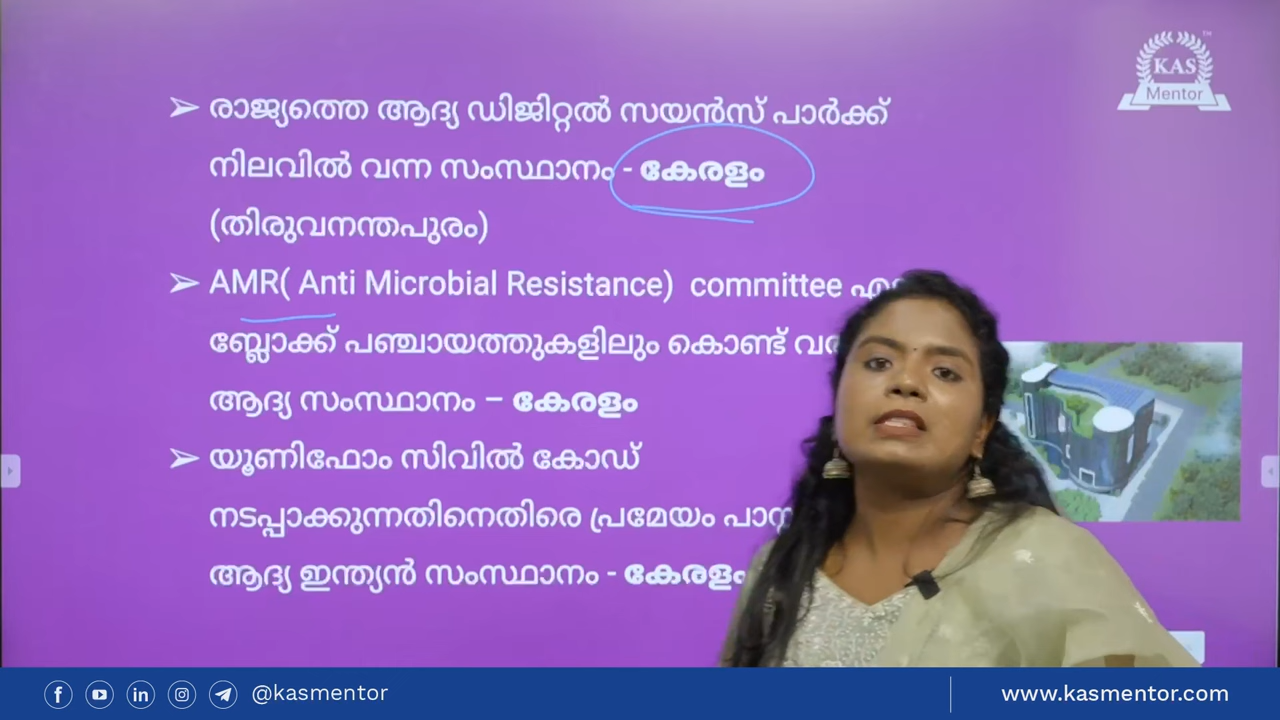 KAS
Mentor
TM
➢ രാജ്യത്തെ ആദ്യ ഡിജിറ്റൽ സയൻസ് പാർക്ക്
നിലവിൽ വന്ന സംസ്ഥാനം - കേരളം
(തിരുവനന്തപുരം)
➢ AMR( Anti Microbial Resistance) committee
ബ്ലോക്ക് പഞ്ചായത്തുകളിലും കൊണ്ട്
ആദ്യ സംസ്ഥാനം – കേരളം
➢ യൂണിഫോം സിവിൽ കോഡ്
നടപ്പാക്കുന്നതിനെതിരെ പ്രമേയം
ആദ്യ ഇന്ത്യൻ സംസ്ഥാനം - കേരളം
@kasmentor
www.kasmentor.com